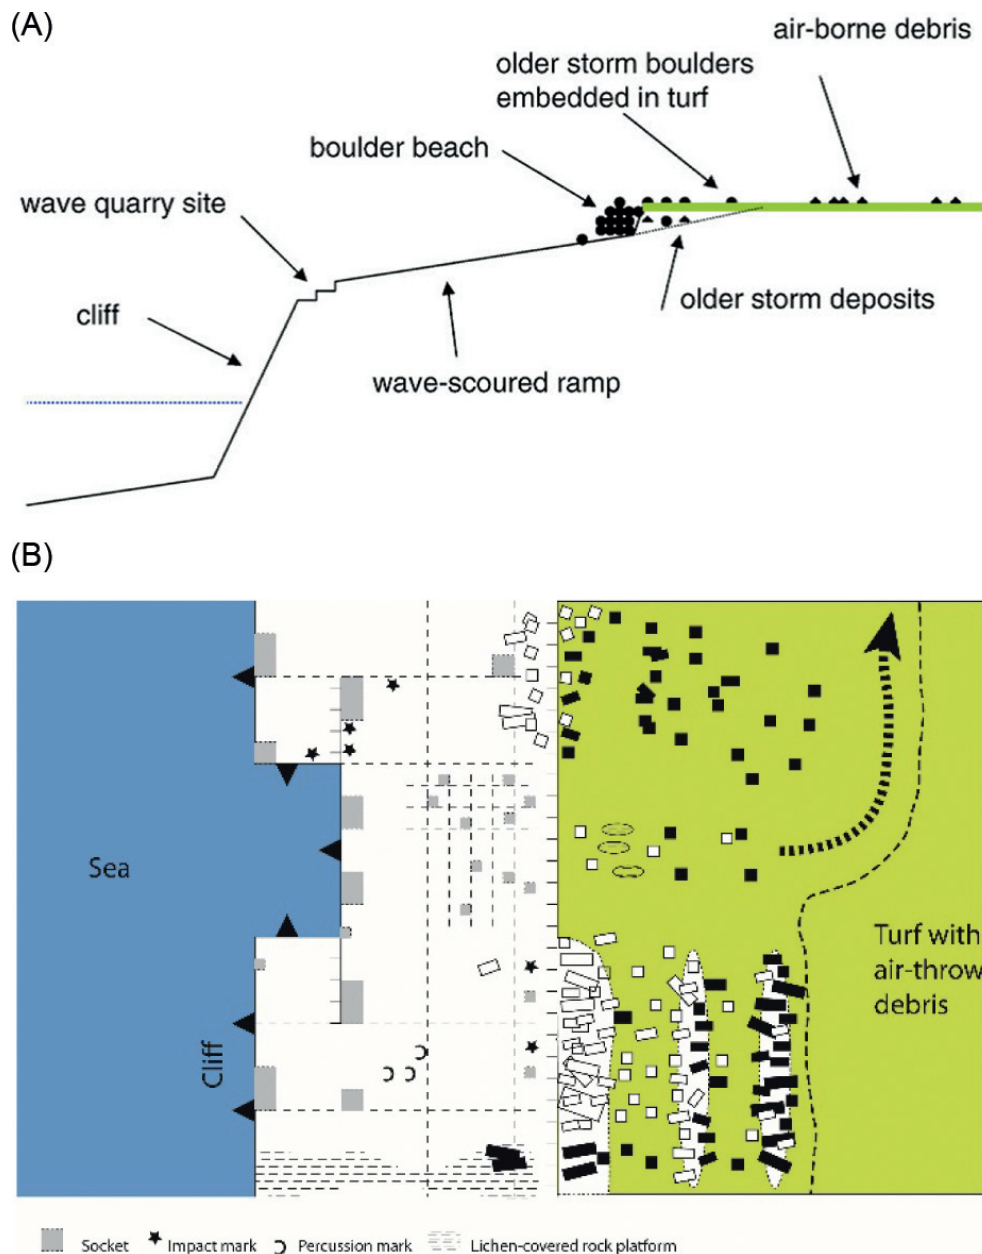 (A)
air-borne debris
older storm boulders
embedded in turf
boulder beach
wave quarry site
older storm deposits
cliff
wave-scoured ramp
(B)
Sea
Turf with
air-throw
debris
Cliff
Socket
Impact mark
Percussion mark
Lichen-covered rock platform